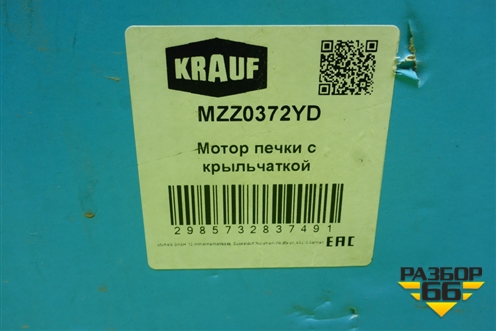 KRAUF
MZZ0372YD
Мотор печки с
крыльчаткой
2985732837491
EAC
РАЗБОР
66